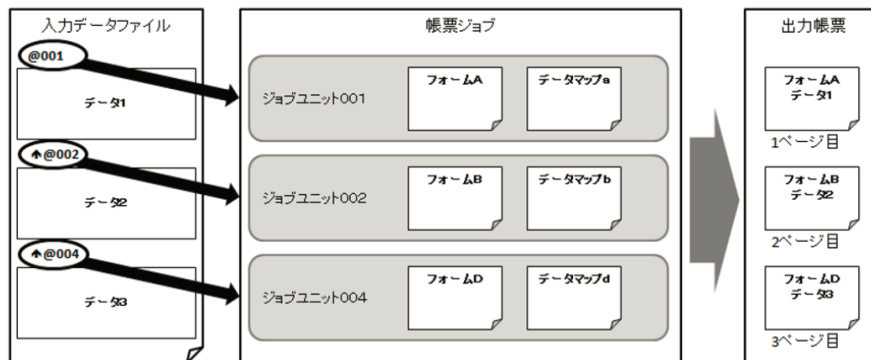 入力データファイル
@001
データ1
↑@002
データ2
↑@004
データ3
帳票ジョブ
ジョブユニット001
フォームA
データマップa
ジョブユニット002
フォームB
データマップb
ジョブユニット004
フォームD
データマップd
出力帳票
フォームA
データ1
1ページ目
フォームB
データ2
2ページ目
フォームD
データ3
3ページ目